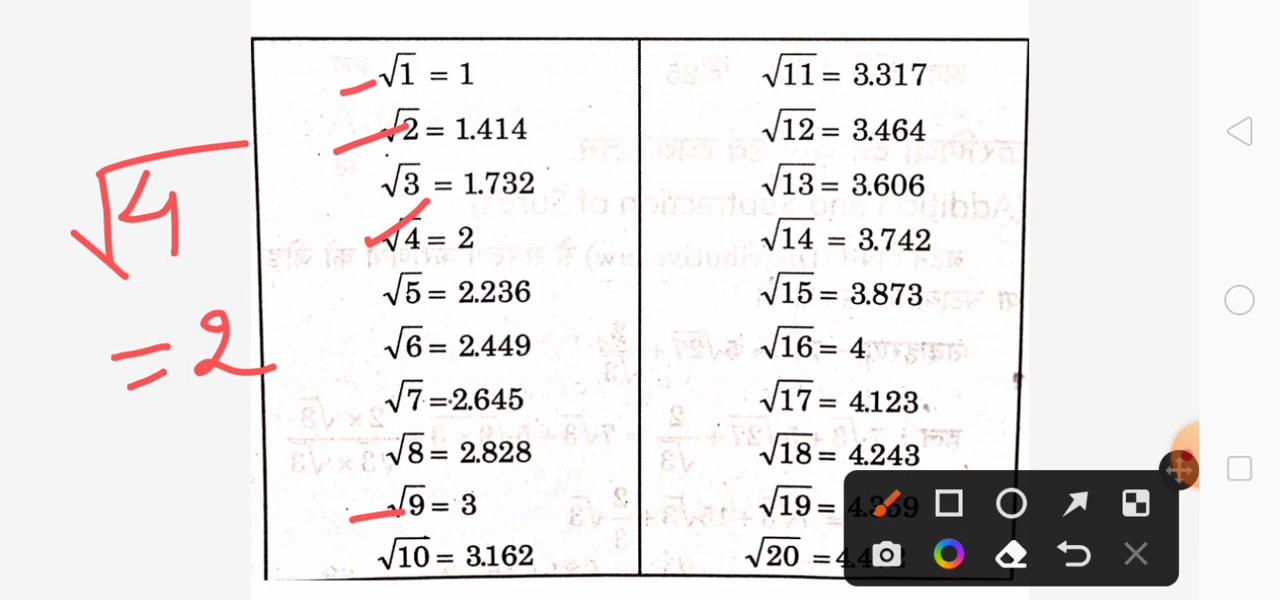 √1 = 1
√2 = 1.414
√3 = 1.732
√4 = 2
√5 = 2.236
√6 = 2.449
√7 = 2.645
√8 = 2.828
√9 = 3
√10 = 3.162
√11 = 3.317
√12 = 3.464
√13 = 3.606
√14 = 3.742
√15 = 3.873
√16 = 4
√17 = 4.123
√18 = 4.243
√19 =
√20 =
√4
= 2